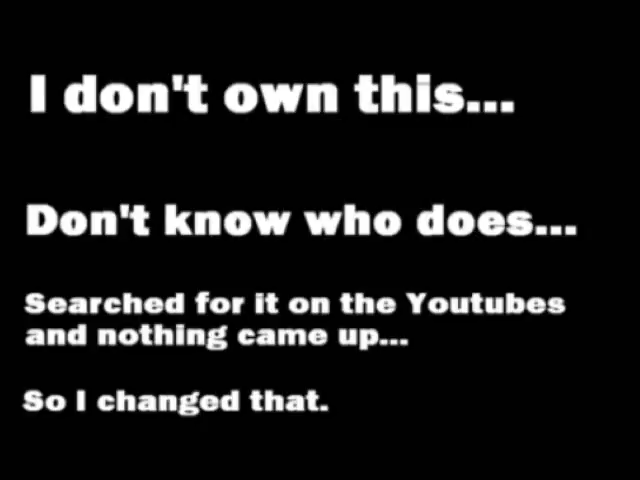 I don't own this...
Don't know who does...
Searched for it on the Youtubes
and nothing came up...
So I changed that.